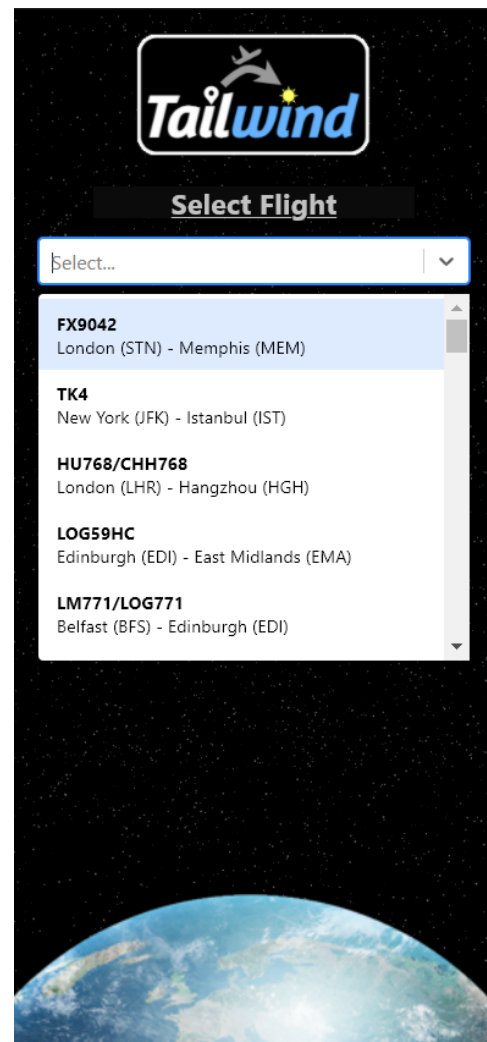 Tailwind
Select Flight
Select...
FX9042
London (STN) - Memphis (MEM)
TK4
New York (JFK) - Istanbul (IST)
HU768/CHH768
London (LHR) - Hangzhou (HGH)
LOG59HC
Edinburgh (EDI) - East Midlands (EMA)
LM771/LOG771
Belfast (BFS) - Edinburgh (EDI)